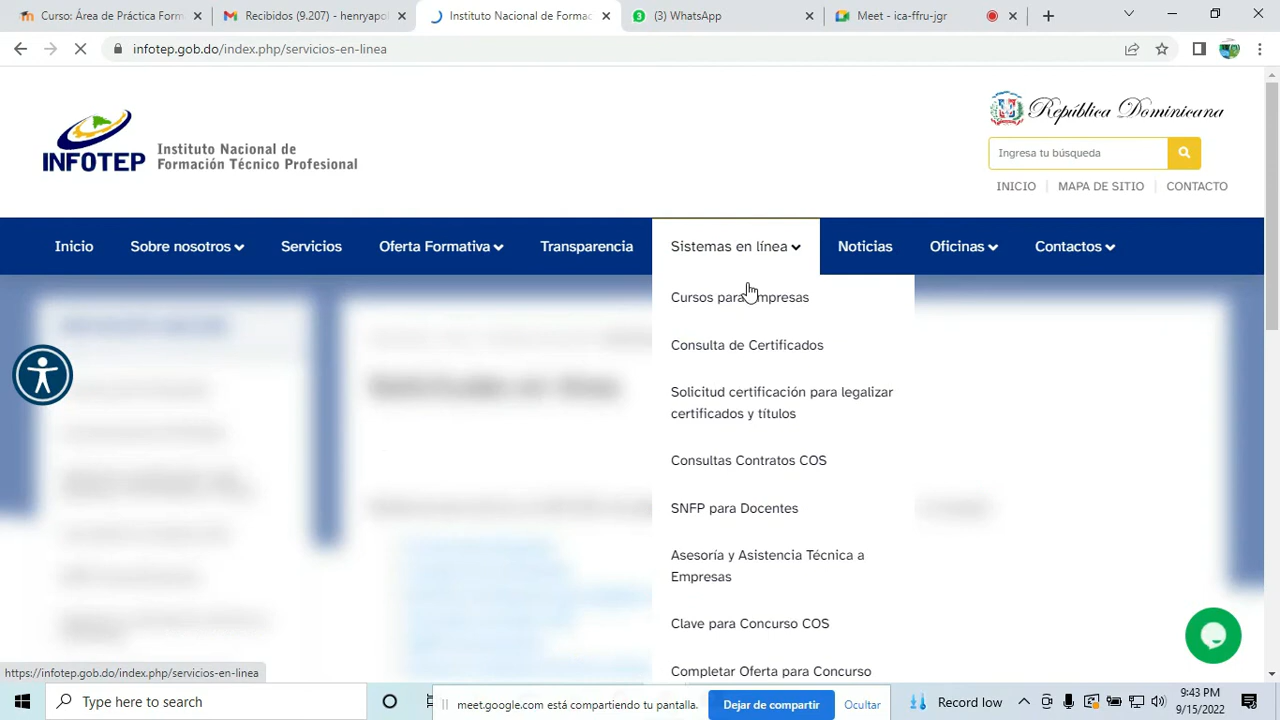 Curso de Formación de Práctica
Recibidos (9.207) - henrypol
Instituto Nacional de Formac
(3) WhatsApp
Meet - ica-ffru-jgr
infotep.gob.do/index.php/servicios-en-linea
INFOTEP
Instituto Nacional de
Formación Técnico Profesional
República Dominicana
Ingresa tu búsqueda
INICIO | MAPA DE SITIO | CONTACTO
Inicio
Sobre nosotros
Servicios
Oferta Formativa
Transparencia
Sistemas en línea
Noticias
Oficinas
Contactos
Cursos para Empresas
Consulta de Certificados
Solicitud certificación para legalizar
certificados y títulos
Consultas Contratos COS
SNFP para Docentes
Asesoría y Asistencia Técnica a
Empresas
Clave para Concurso COS
Completar Oferta para Concurso
https://infotep.gob.do/index.php/servicios-en-linea
Type here to search
meet.google.com está compartiendo tu pantalla.
Dejar de compartir
Ocultar
Record low
9:43 PM
9/15/2022